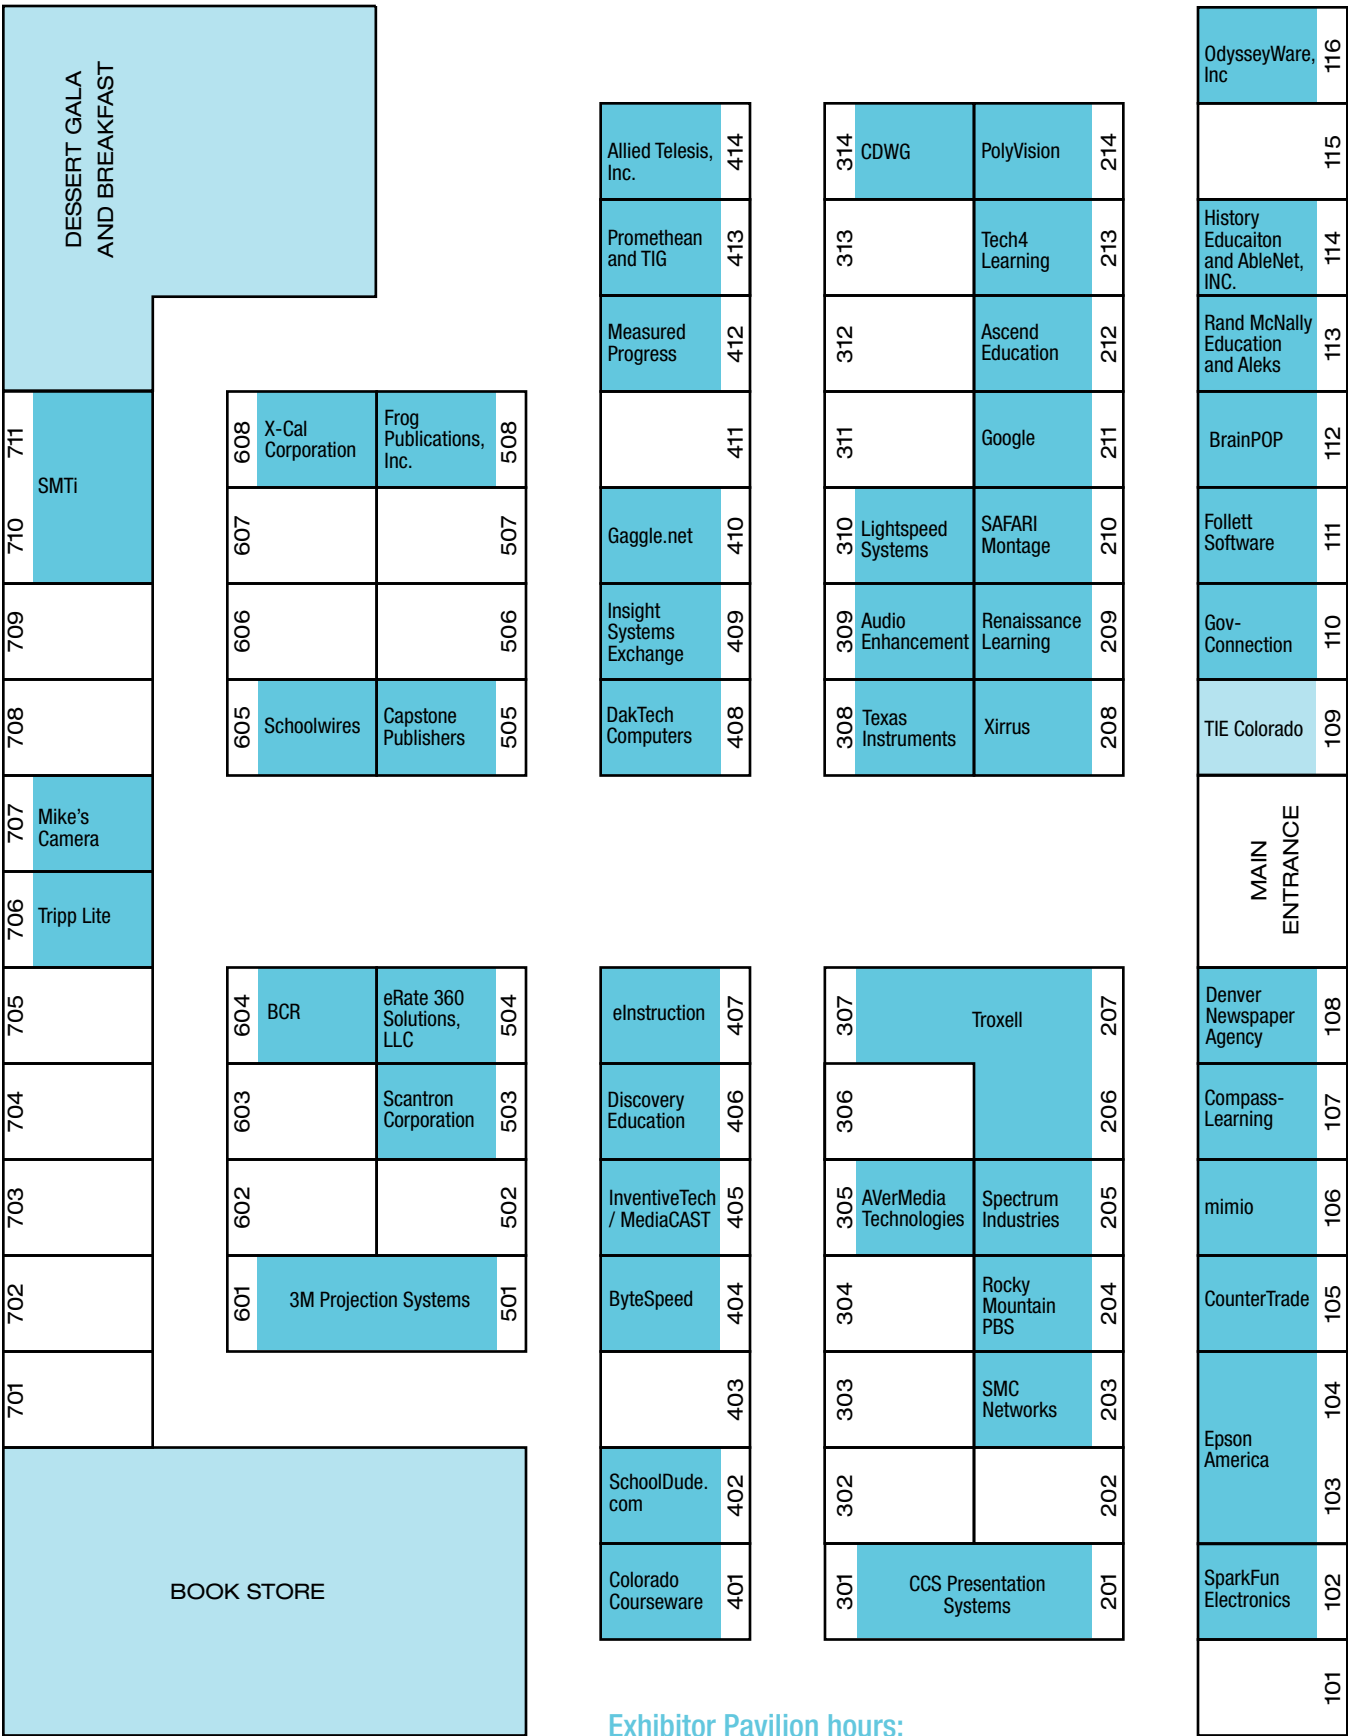 DESSERT GALA
AND BREAKFAST
711
SMTi
710
709
708
707
Mike's
Camera
706
Tripp Lite
705
704
703
702
701
BOOK STORE
608
X-Cal
Corporation
Frog
Publications,
Inc.
508
607
507
606
506
605
Schoolwires
Capstone
Publishers
505
604
BCR
eRate 360
Solutions,
LLC
504
603
Scantron
Corporation
503
602
502
601
3M Projection Systems
501
Allied Telesis,
Inc.
414
Promethean
and TIG
413
Measured
Progress
412
411
Gaggle.net
410
Insight
Systems
Exchange
409
DakTech
Computers
408
eInstruction
407
Discovery
Education
406
InventiveTech
/ MediaCAST
405
ByteSpeed
404
403
SchoolDude.
com
402
Colorado
Courseware
401
314
CDWG
PolyVision
214
313
Tech4
Learning
213
312
Ascend
Education
212
311
Google
211
310
Lightspeed
Systems
SAFARI
Montage
210
309
Audio
Enhancement
Renaissance
Learning
209
308
Texas
Instruments
Xirrus
208
307
Troxell
207
306
206
305
AVerMedia
Technologies
Spectrum
Industries
205
304
Rocky
Mountain
PBS
204
303
SMC
Networks
203
302
202
301
CCS Presentation
Systems
201
OdysseyWare,
Inc
116
115
History
Educaiton
and AbleNet,
INC.
114
Rand McNally
Education
and Aleks
113
BrainPOP
112
Follett
Software
111
Gov-
Connection
110
TIE Colorado
109
MAIN
ENTRANCE
Denver
Newspaper
Agency
108
Compass-
Learning
107
mimio
106
CounterTrade
105
104
Epson
America
103
SparkFun
Electronics
102
101
Exhibitor Pavilion hours: